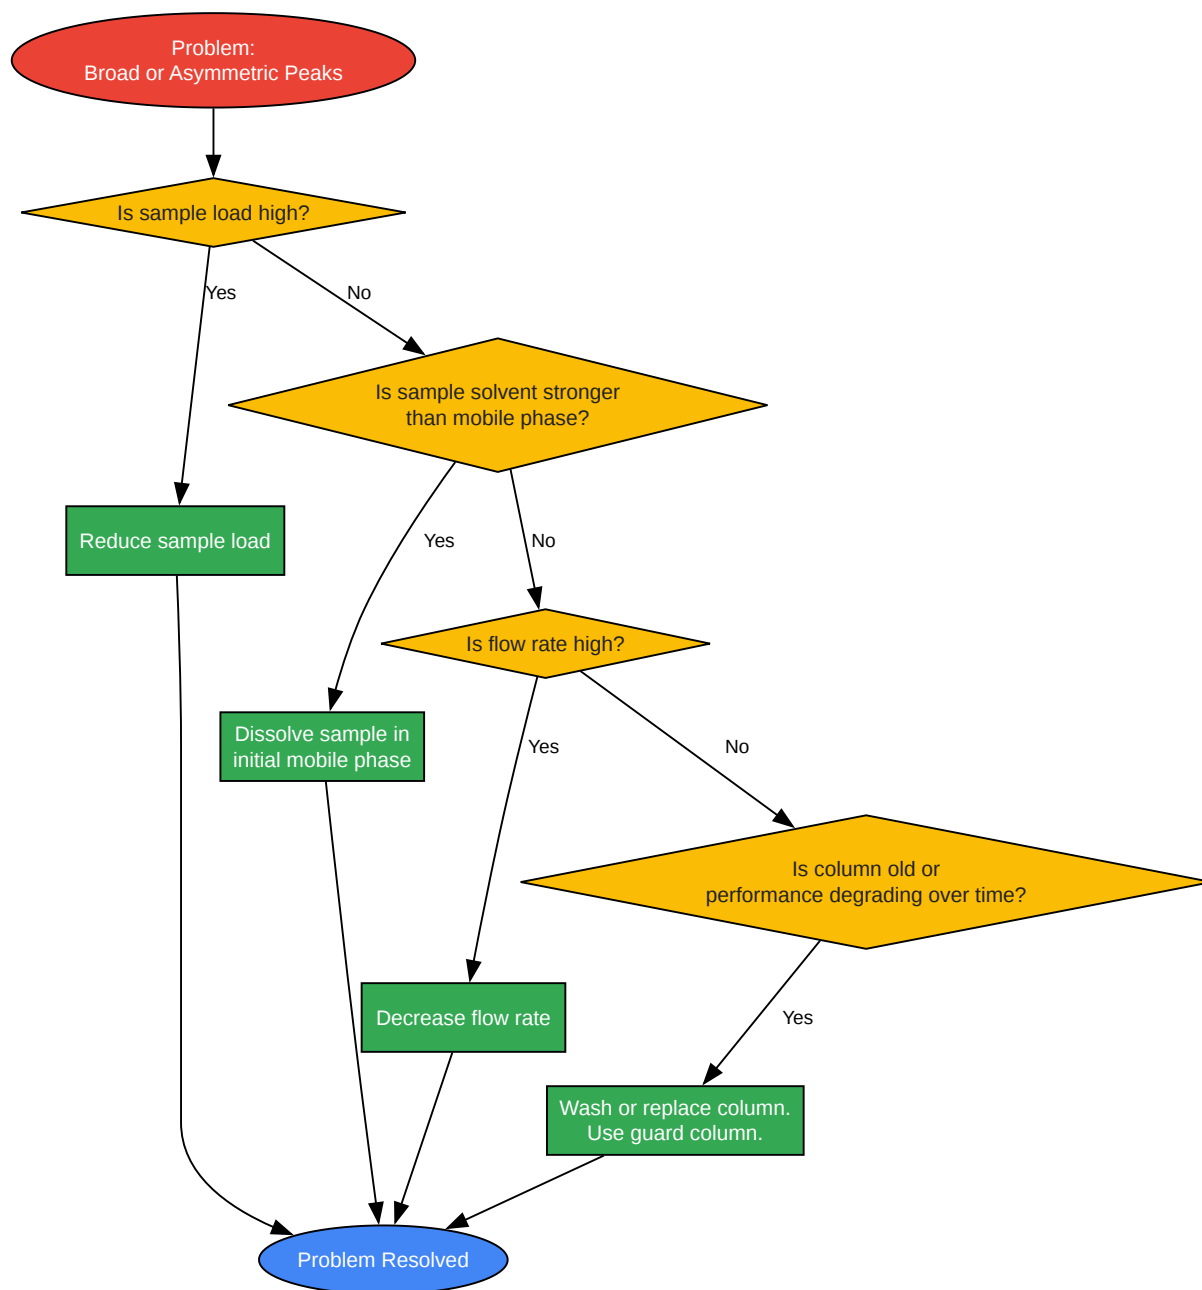 Problem:
Broad or Asymmetric Peaks
Is sample load high?
Yes
No
Is sample solvent stronger
than mobile phase?
Reduce sample load
Yes
No
Is flow rate high?
Dissolve sample in
initial mobile phase
Yes
No
Is column old or
performance degrading over time?
Decrease flow rate
Yes
Wash or replace column.
Use guard column.
Problem Resolved